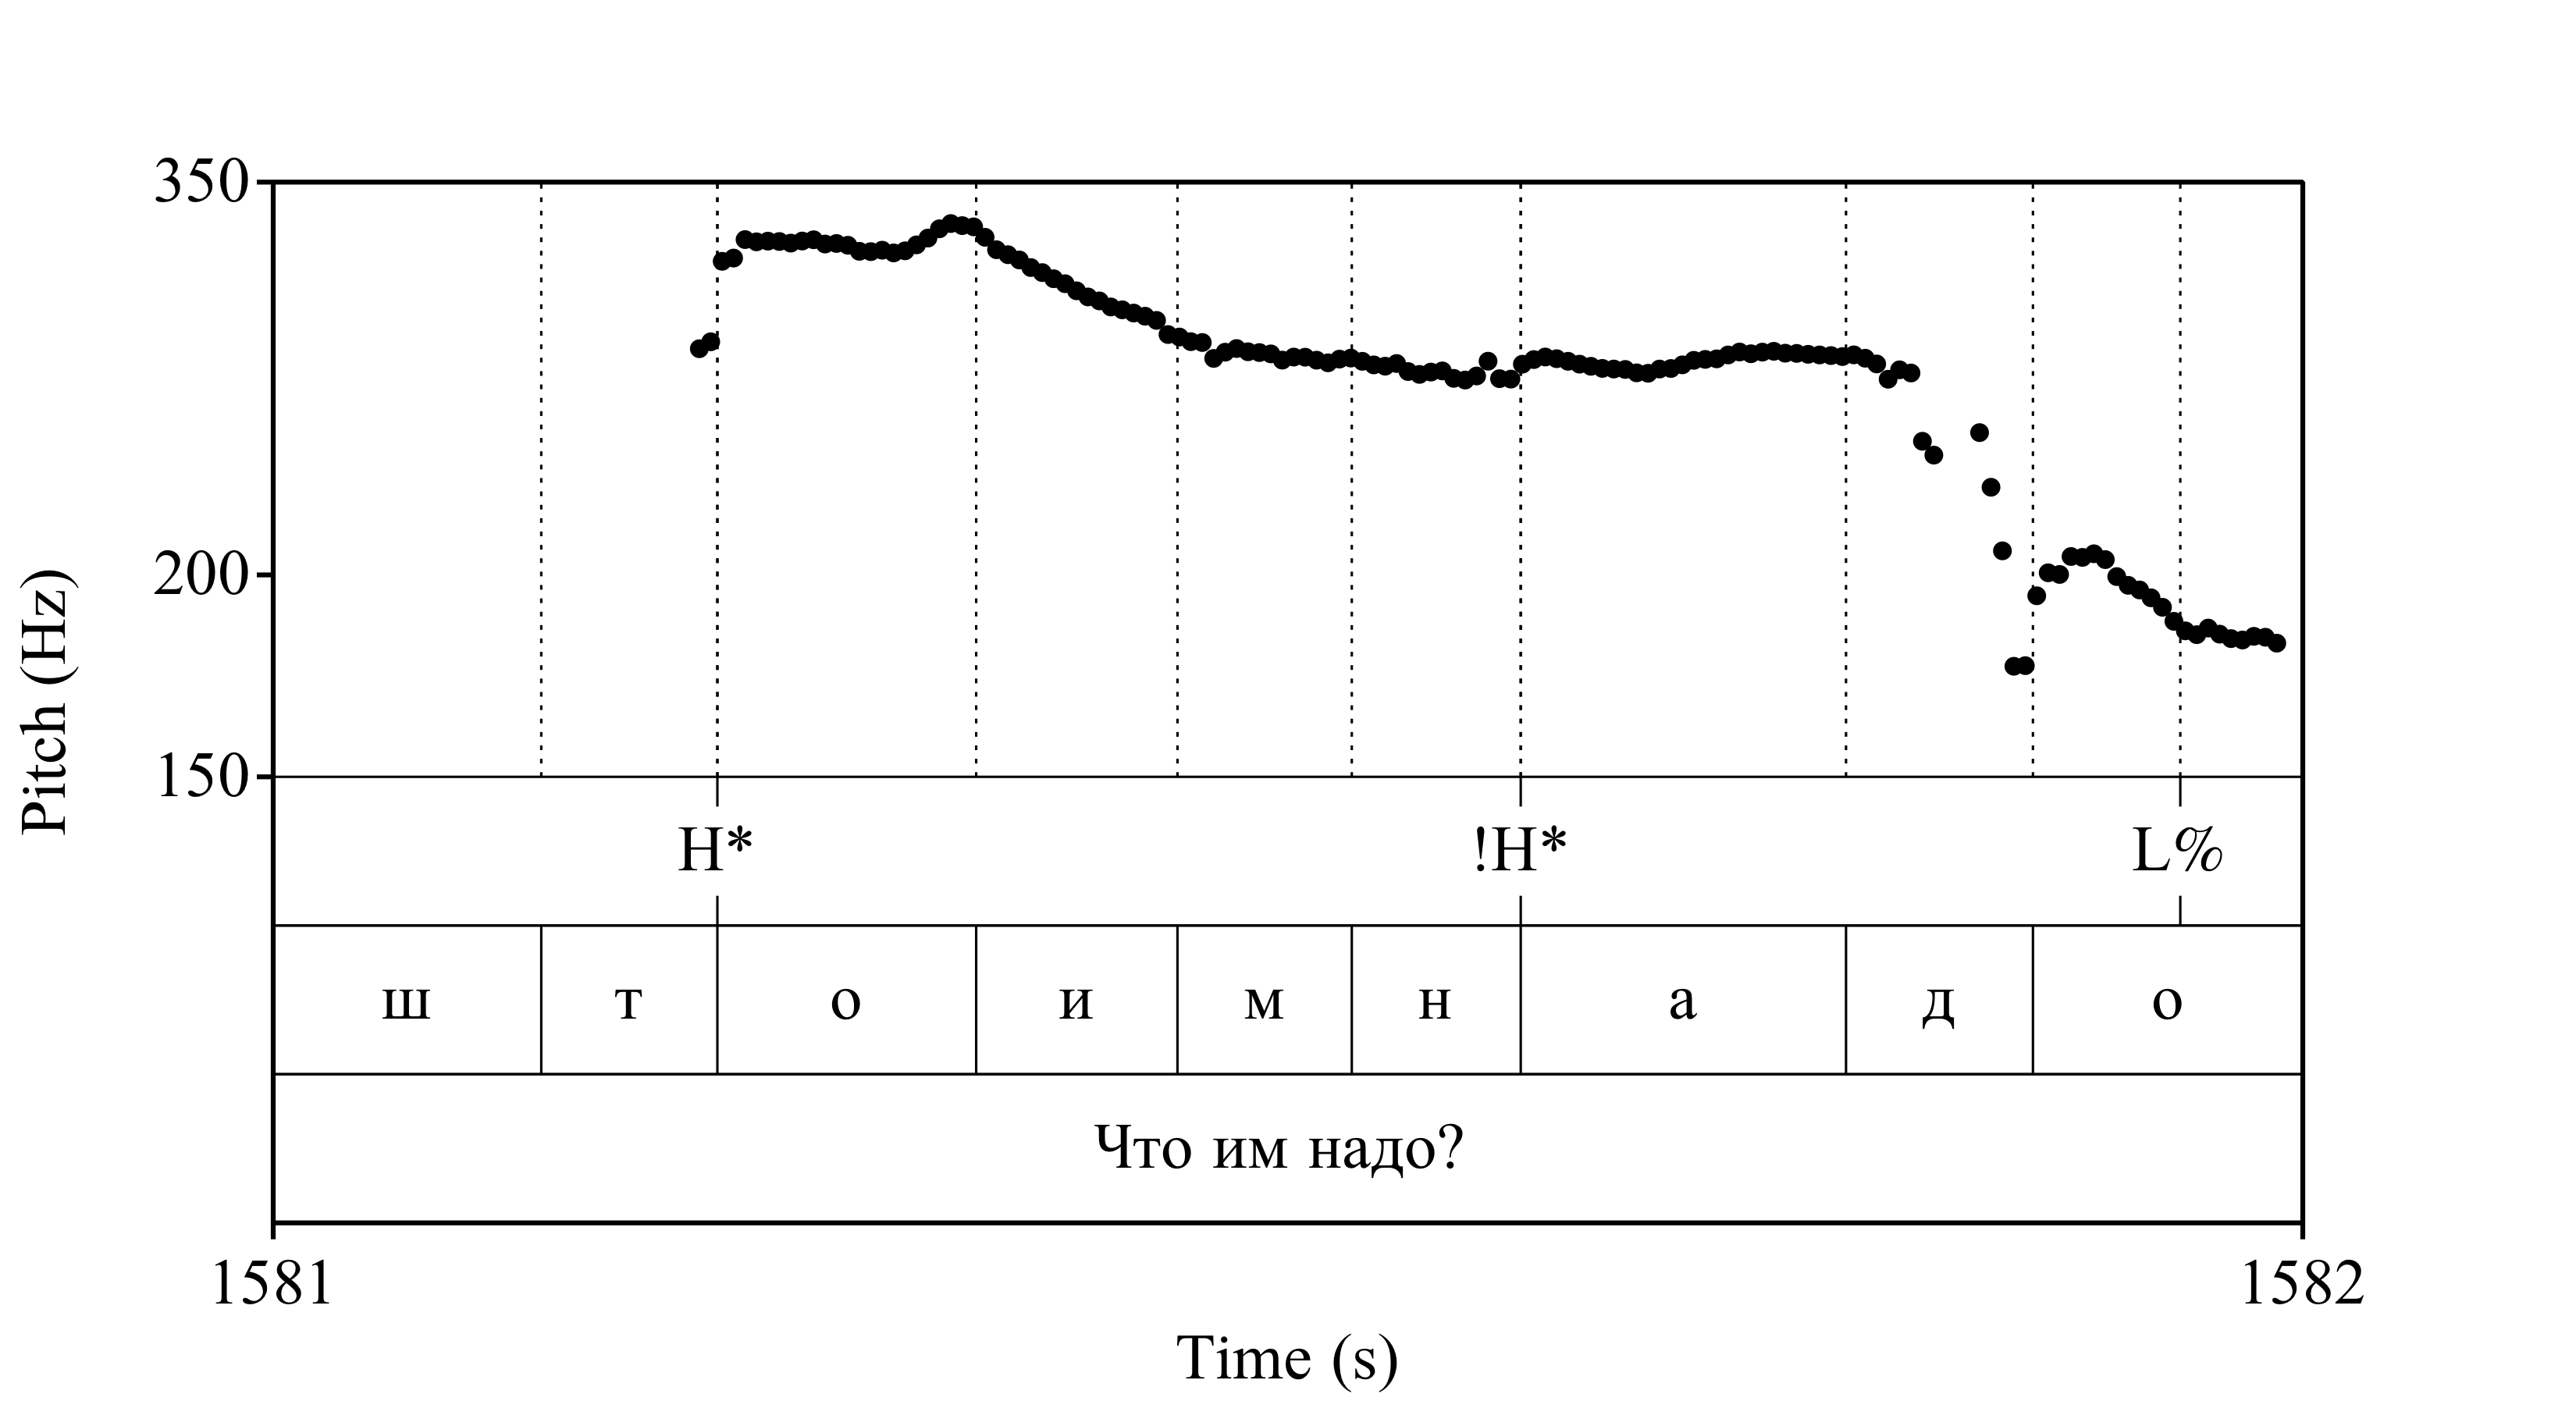 350
200
150
Pitch (Hz)
H* !H* L%
ш т о и м н а д о
Что им надо?
1581 1582
Time (s)